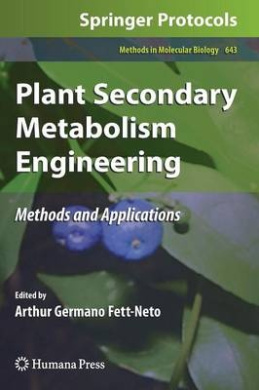 Springer Protocols
Methods in Molecular Biology 643
Plant Secondary
Metabolism
Engineering
Methods and Applications
Edited by
Arthur Germano Fett-Neto
Humana Press